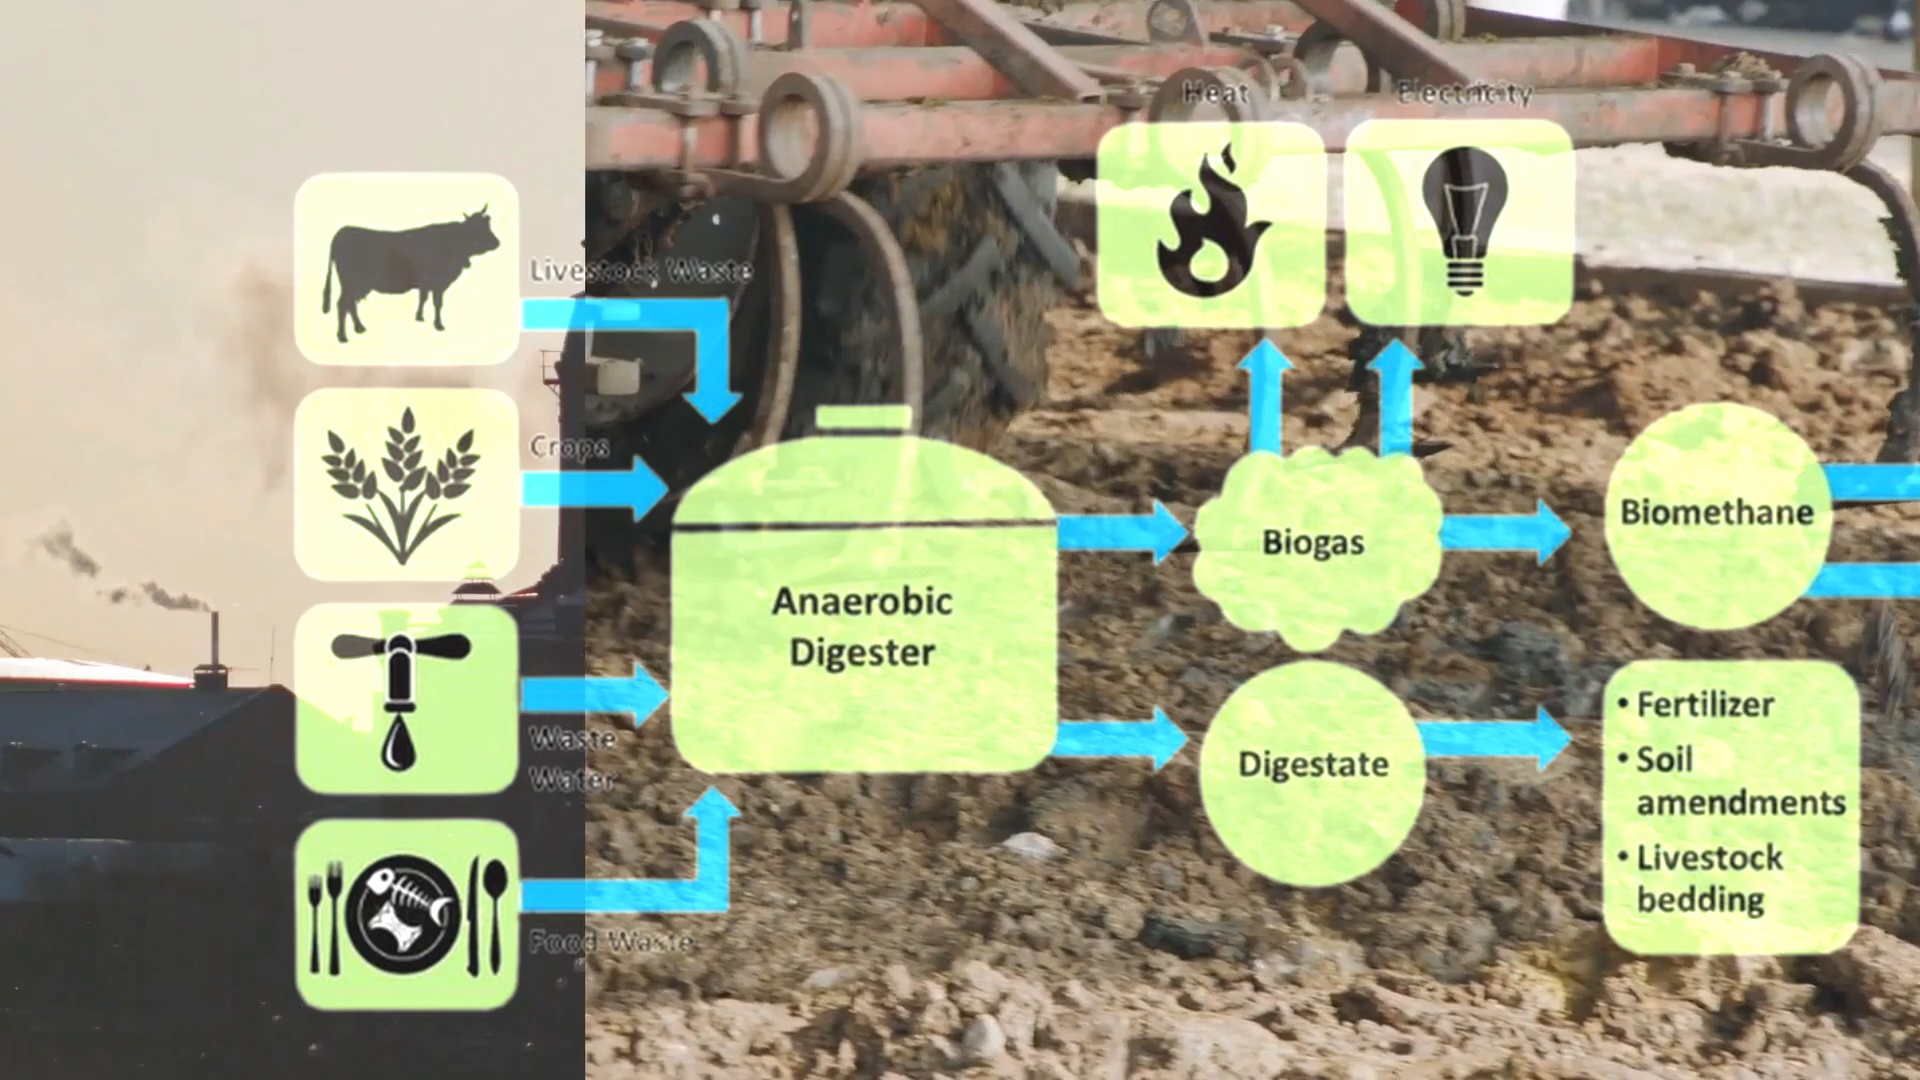 Heat
Electricity
Livestock Waste
Crops
Waste
Water
Food Waste
Anaerobic
Digester
Biogas
Biomethane
Digestate
• Fertilizer
• Soil
amendments
• Livestock
bedding